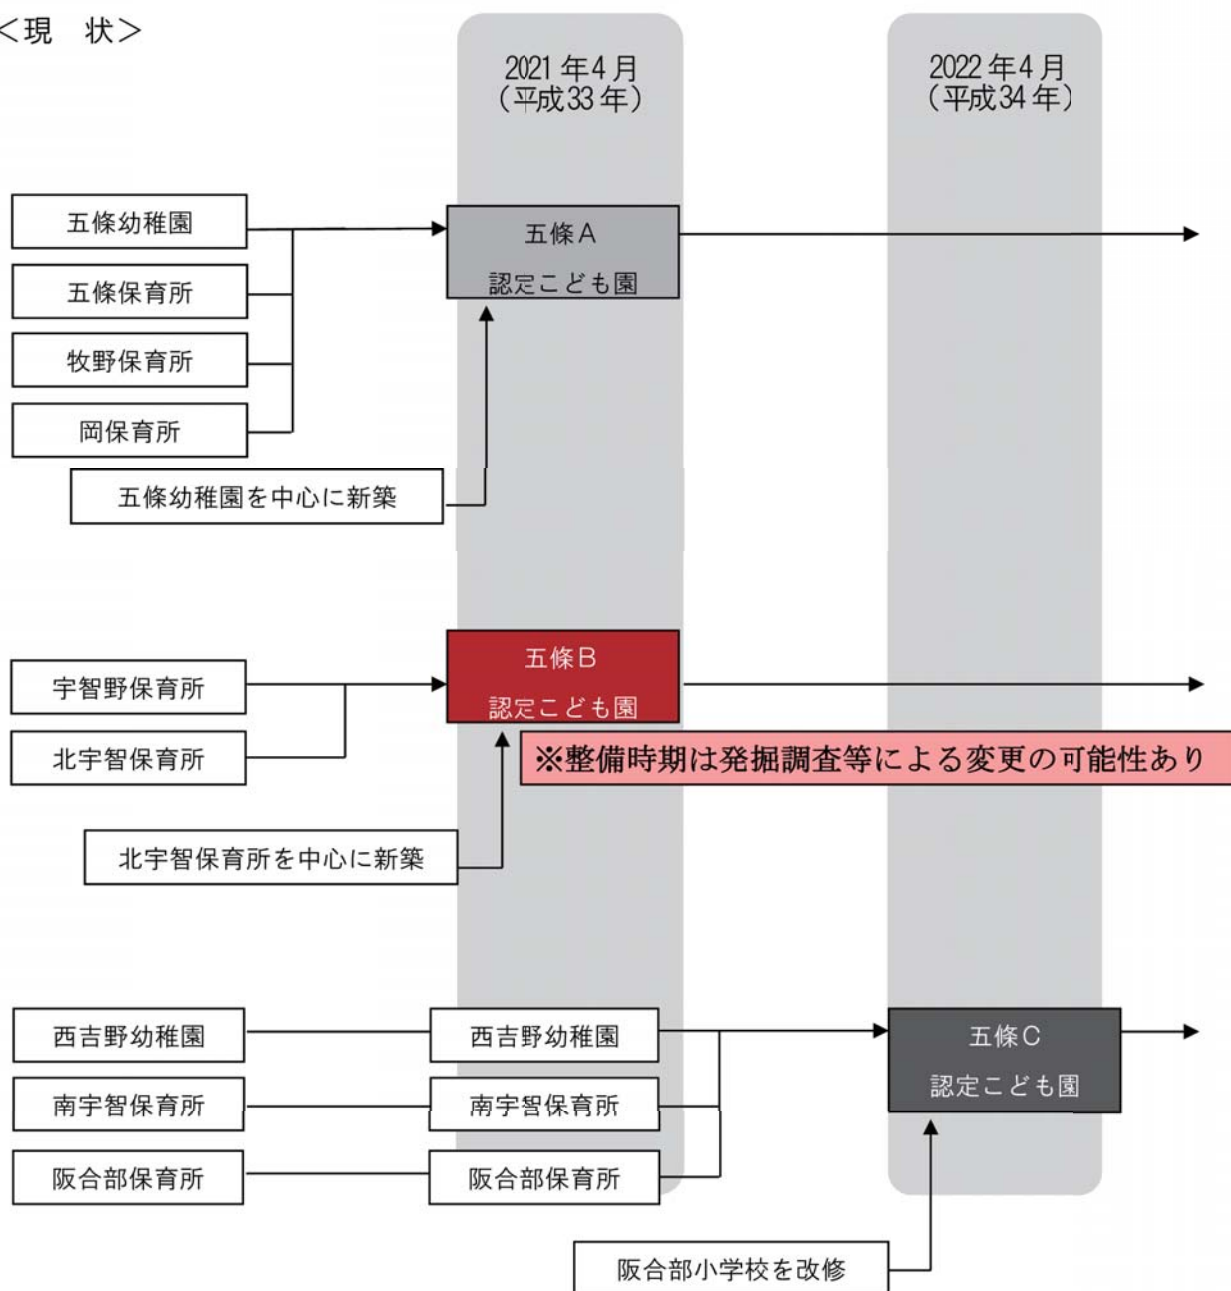 ＜現　状＞
2021年4月
（平成33年）
2022年4月
（平成34年）
五條幼稚園
五條保育所
牧野保育所
岡保育所
五條A
認定こども園
五條幼稚園を中心に新築
宇智野保育所
北宇智保育所
五條B
認定こども園
※整備時期は発掘調査等による変更の可能性あり
北宇智保育所を中心に新築
西吉野幼稚園
南宇智保育所
阪合部保育所
西吉野幼稚園
南宇智保育所
阪合部保育所
五條C
認定こども園
阪合部小学校を改修